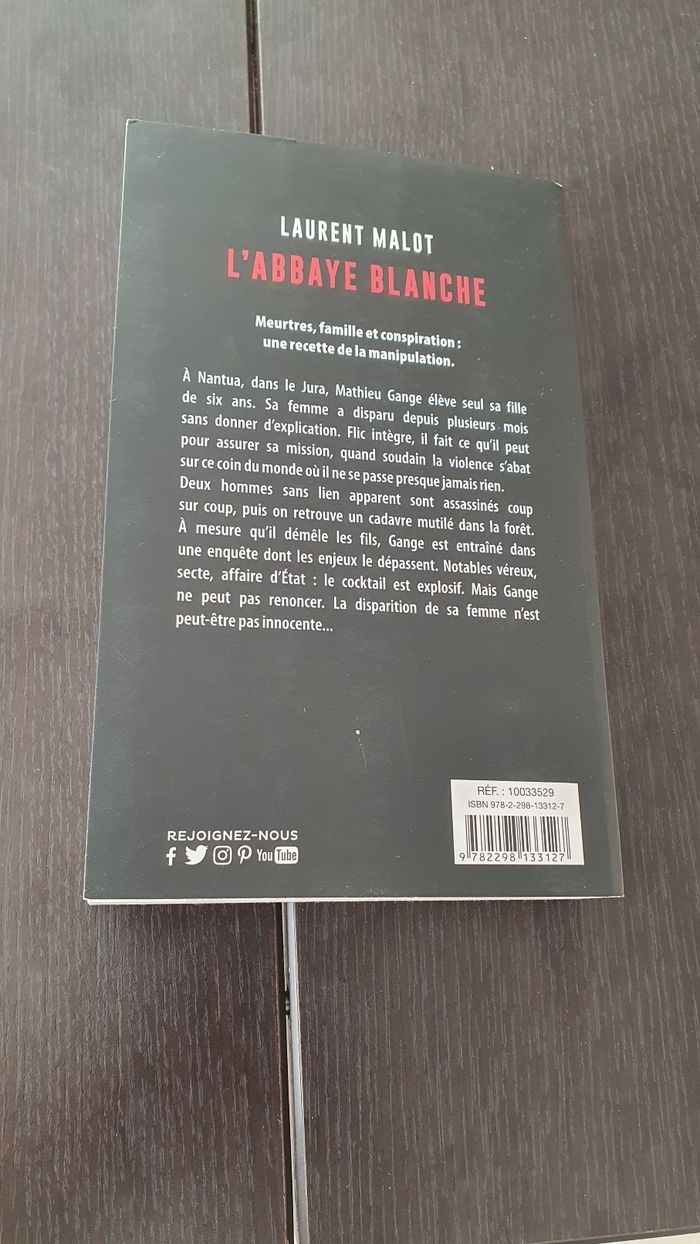 LAURENT MALOT
L'ABBAYE BLANCHE
Meurtres, famille et conspiration :
une recette de la manipulation.
À Nantua, dans le Jura, Mathieu Gange élève seul sa fille
de six ans. Sa femme a disparu depuis plusieurs mois
sans donner d'explication. Flic intègre, il fait ce qu'il peut
pour assurer sa mission, quand soudain la violence s'abat
sur ce coin du monde où il ne se passe presque jamais rien.
Deux hommes sans lien apparent sont assassinés coup
sur coup, puis on retrouve un cadavre mutilé dans la forêt.
À mesure qu'il démêle les fils, Gange est entraîné dans
une enquête dont les enjeux le dépassent. Notables véreux,
secte, affaire d'État : le cocktail est explosif. Mais Gange
ne peut pas renoncer. La disparition de sa femme n'est
peut-être pas innocente...
RÉF. : 10033529
ISBN 978-2-298-13312-7
9 782298 133127
REJOIGNEZ-NOUS
You Tube